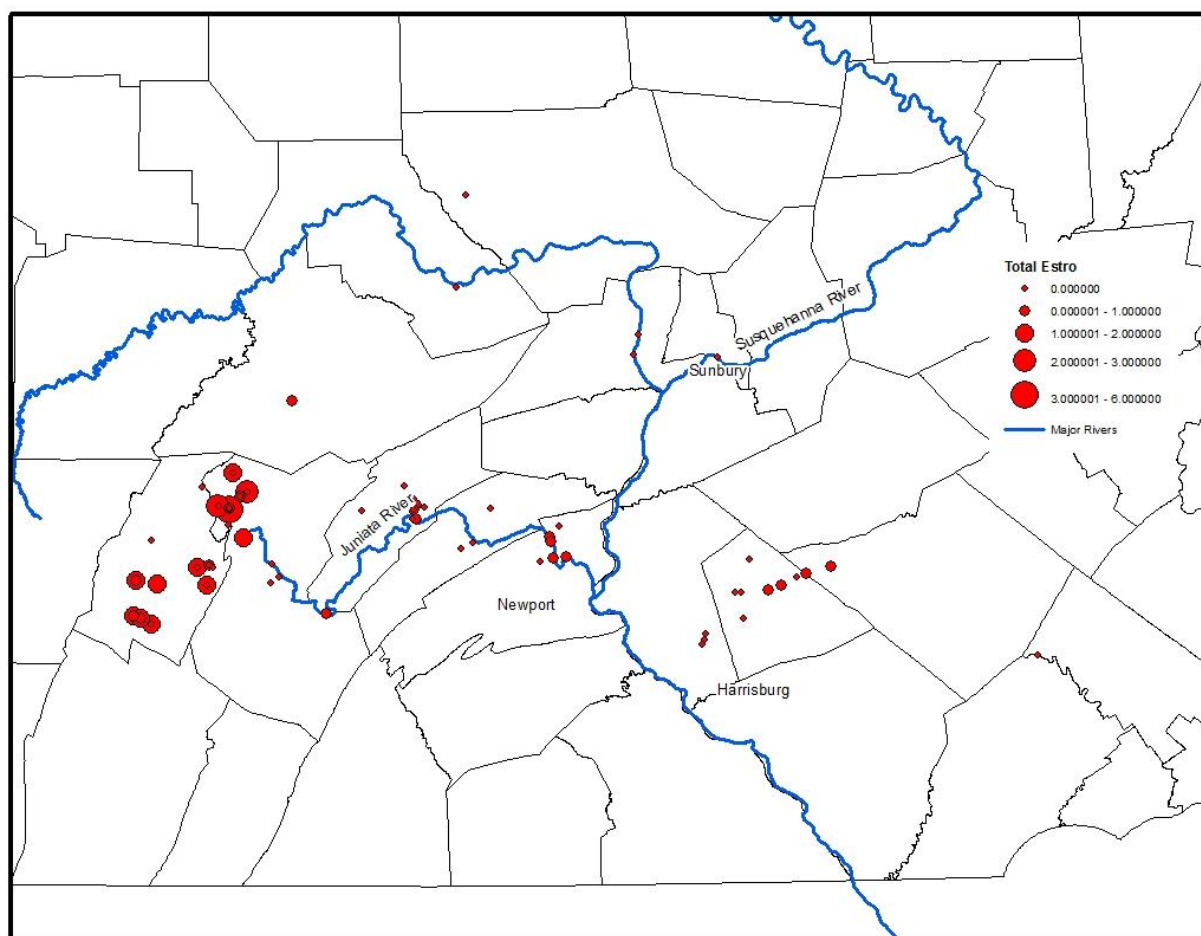 Total Estro
0.000000
0.000001 - 1.000000
1.000001 - 2.000000
2.000001 - 3.000000
3.000001 - 6.000000
Major Rivers
Susquehanna River
Sunbury
Juniata River
Newport
Harrisburg